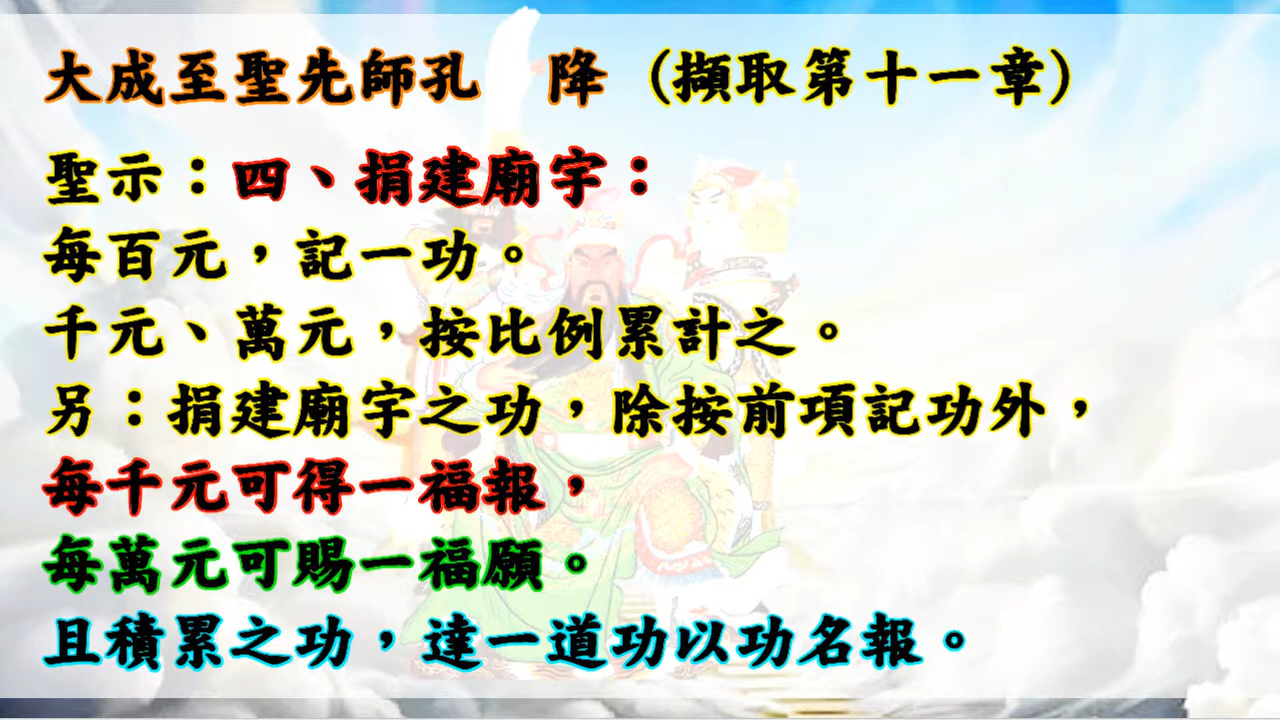 大成至聖先師孔　降（擷取第十一章）
聖示：四、捐建廟宇：
每百元，記一功。
千元、萬元，按比例累計之。
另：捐建廟宇之功，除按前項記功外，
每千元可得一福報，
每萬元可賜一福願。
且積累之功，達一道功以功名報。